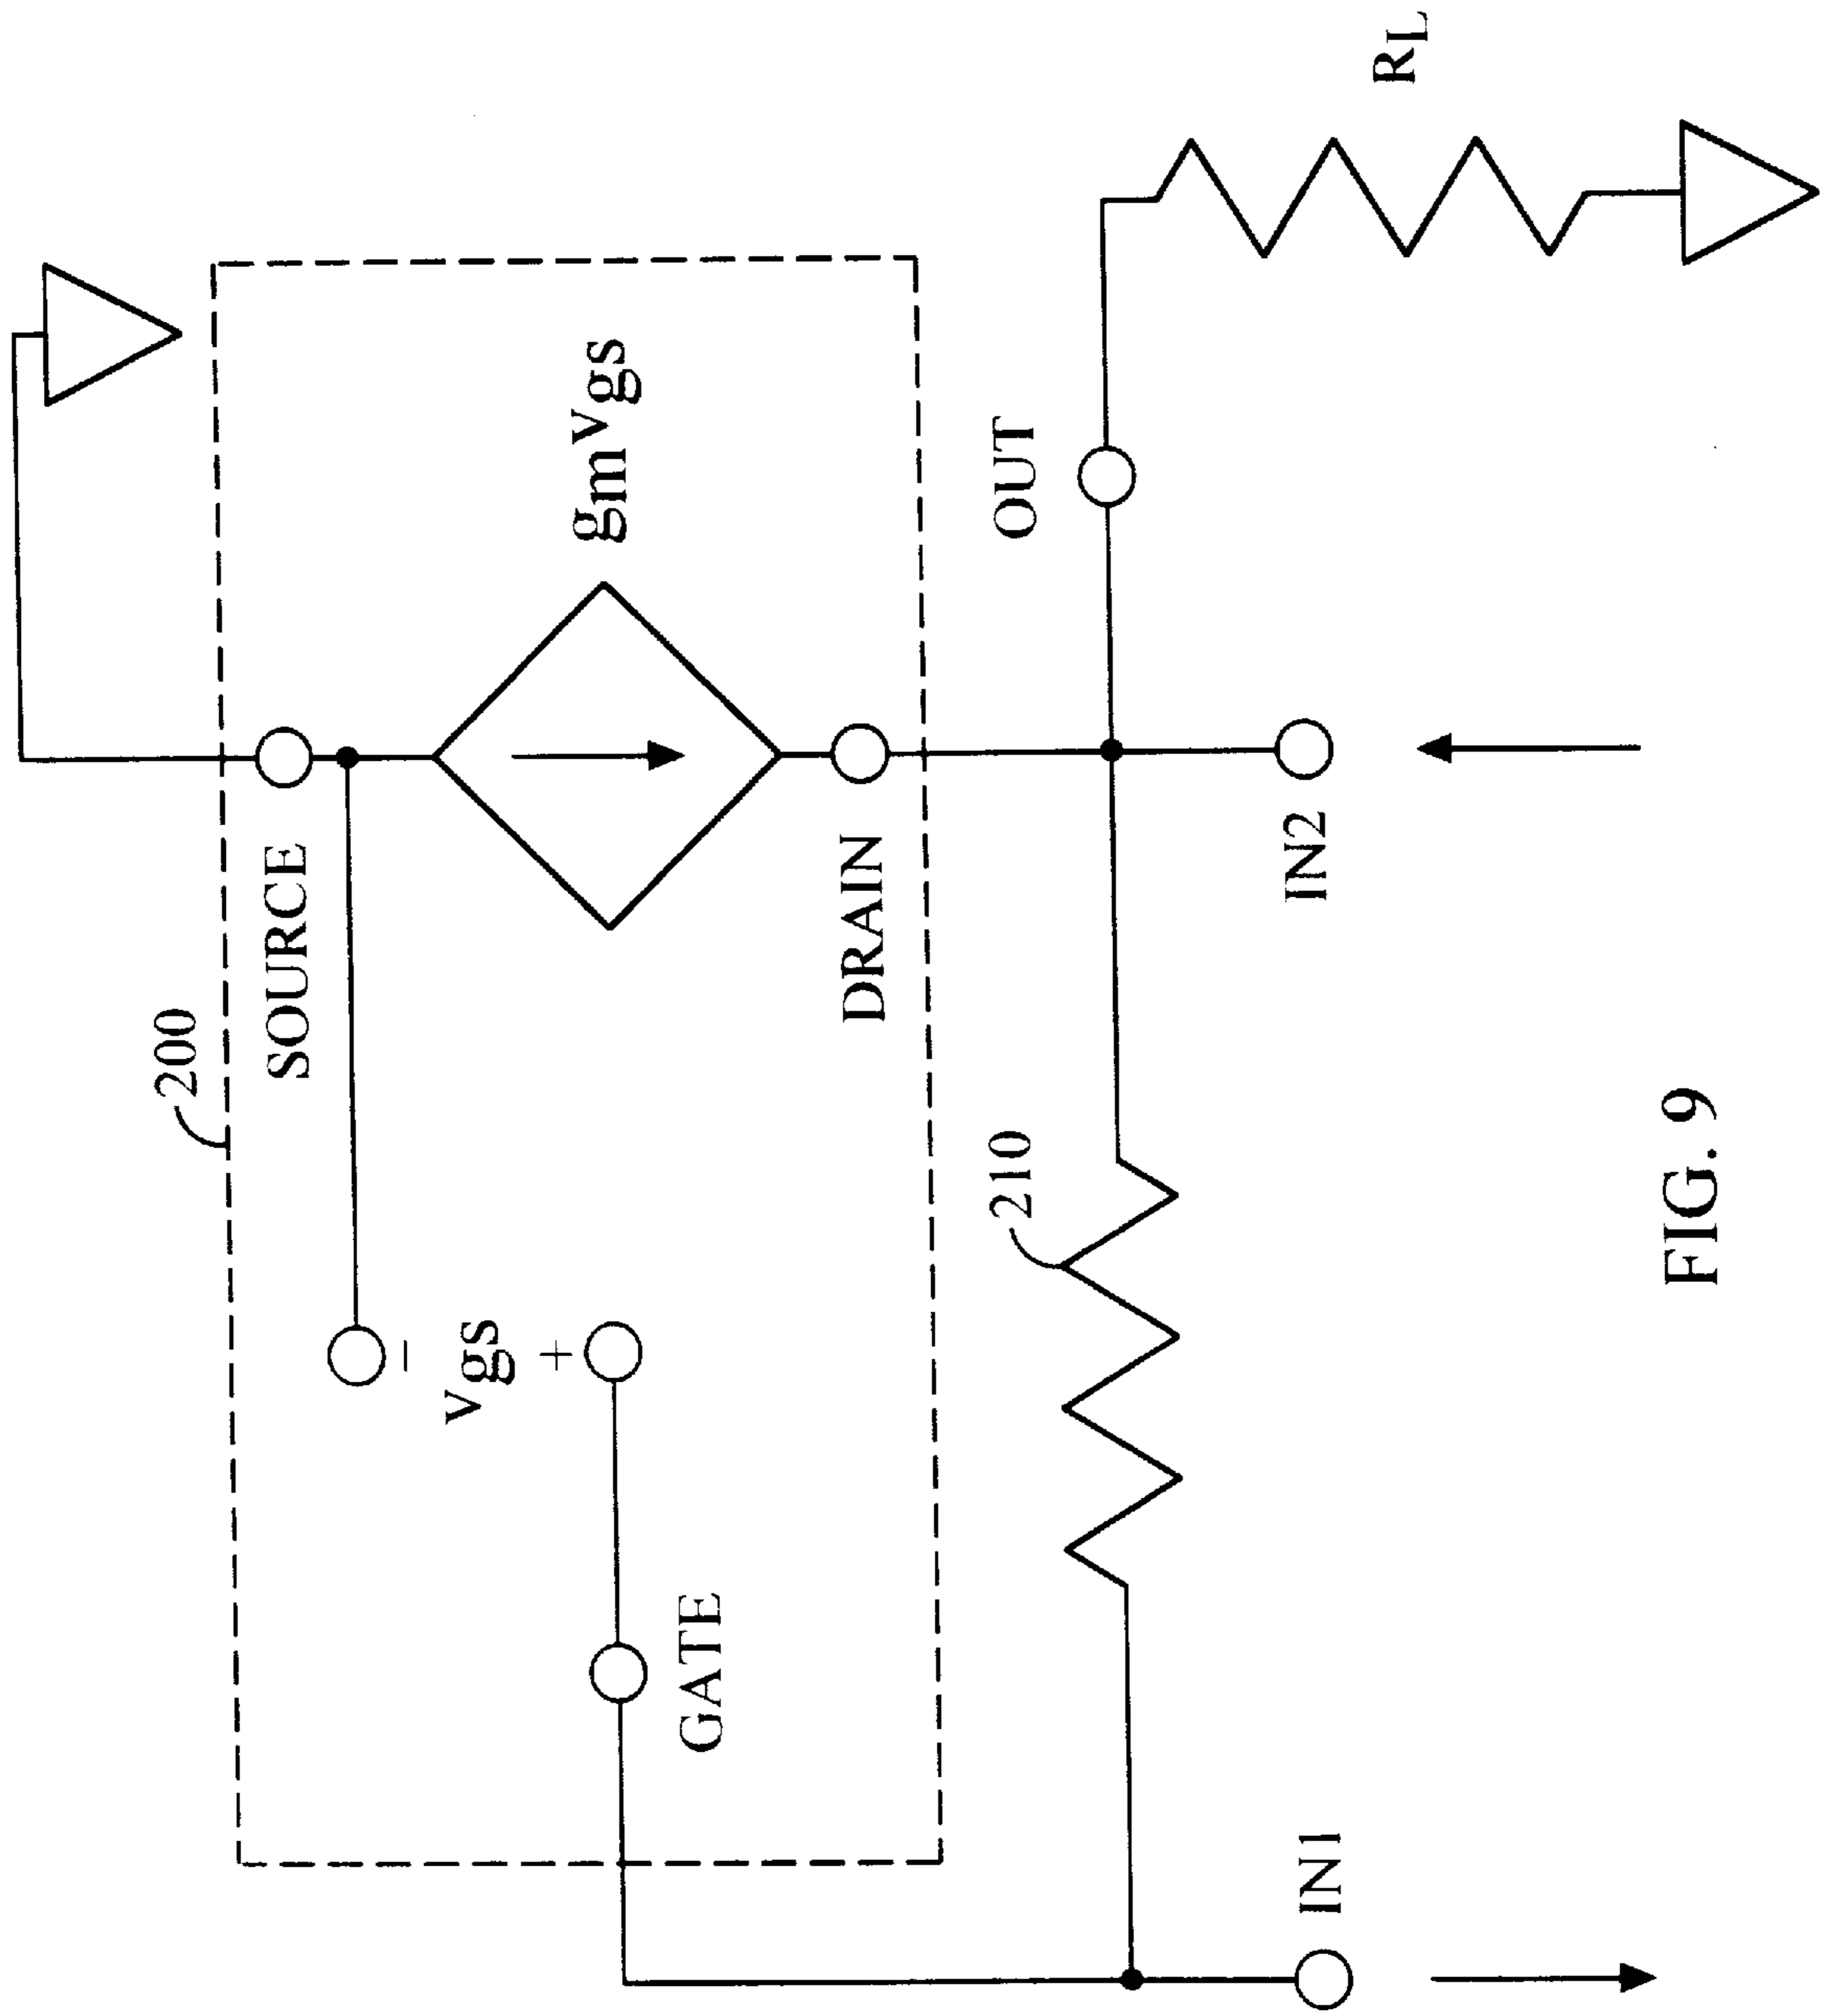 200
SOURCE
-
vgs
+
GATE
gmvgs
DRAIN
210
OUT
RL
IN1
IN2
FIG. 9